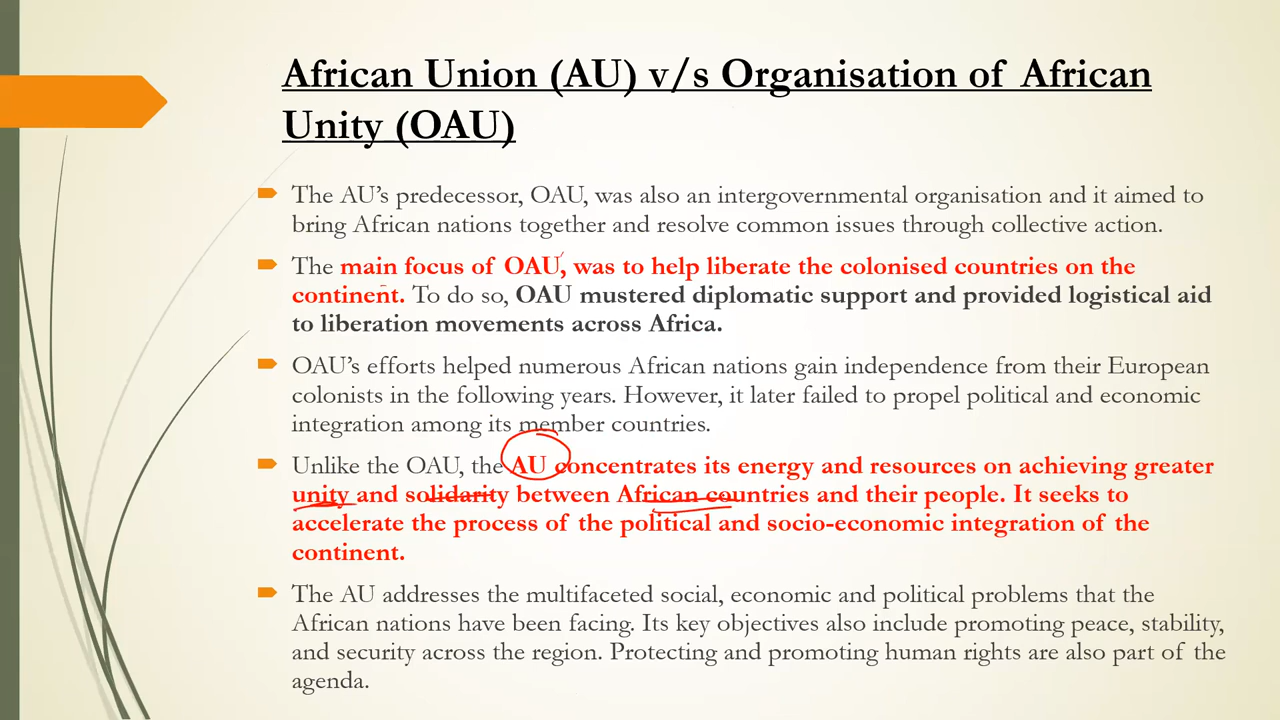 African Union (AU) v/s Organisation of African
Unity (OAU)
The AU's predecessor, OAU, was also an intergovernmental organisation and it aimed to
bring African nations together and resolve common issues through collective action.
The main focus of OAU, was to help liberate the colonised countries on the
continent. To do so, OAU mustered diplomatic support and provided logistical aid
to liberation movements across Africa.
OAU's efforts helped numerous African nations gain independence from their European
colonists in the following years. However, it later failed to propel political and economic
integration among its member countries.
Unlike the OAU, the AU concentrates its energy and resources on achieving greater
unity and solidarity between African countries and their people. It seeks to
accelerate the process of the political and socio-economic integration of the
continent.
The AU addresses the multifaceted social, economic and political problems that the
African nations have been facing. Its key objectives also include promoting peace, stability,
and security across the region. Protecting and promoting human rights are also part of the
agenda.